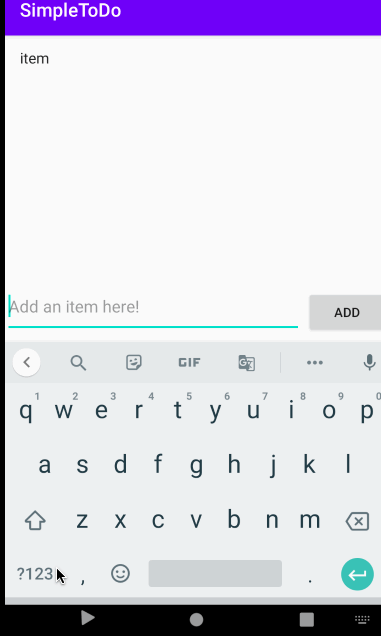 SimpleToDo
item
Add an item here!
ADD
GIF
1 2 3 4 5 6 7 8 9 0
q w e r t y u i o p
a s d f g h j k l
z x c v b n m
?123 , .